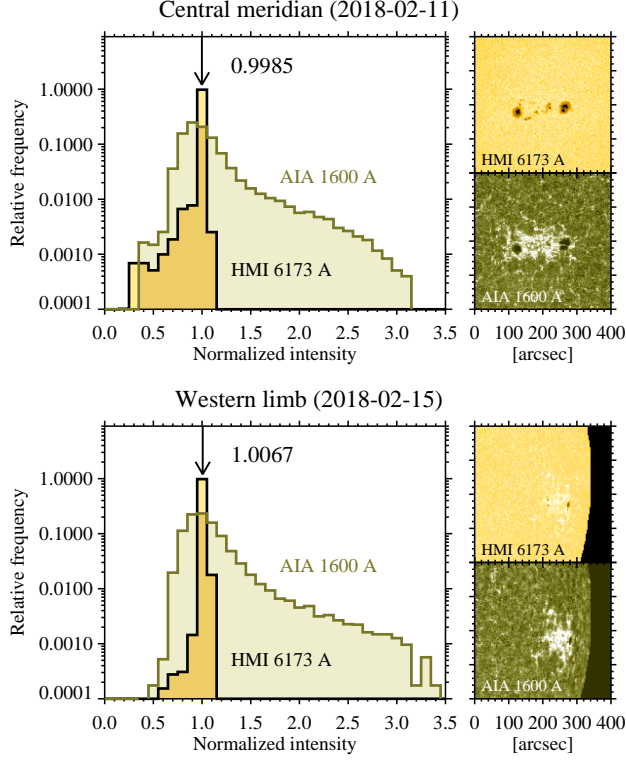 Central meridian (2018-02-11)
0.9985
1.0000
0.1000
0.0100
0.0010
0.0001
Relative frequency
AIA 1600 A
HMI 6173 A
0.0 0.5 1.0 1.5 2.0 2.5 3.0 3.5
Normalized intensity
HMI 6173 A
AIA 1600 A
0 100 200 300 400
[arcsec]
Western limb (2018-02-15)
1.0067
1.0000
0.1000
0.0100
0.0010
0.0001
Relative frequency
AIA 1600 A
HMI 6173 A
0.0 0.5 1.0 1.5 2.0 2.5 3.0 3.5
Normalized intensity
HMI 6173 A
AIA 1600 A
0 100 200 300 400
[arcsec]